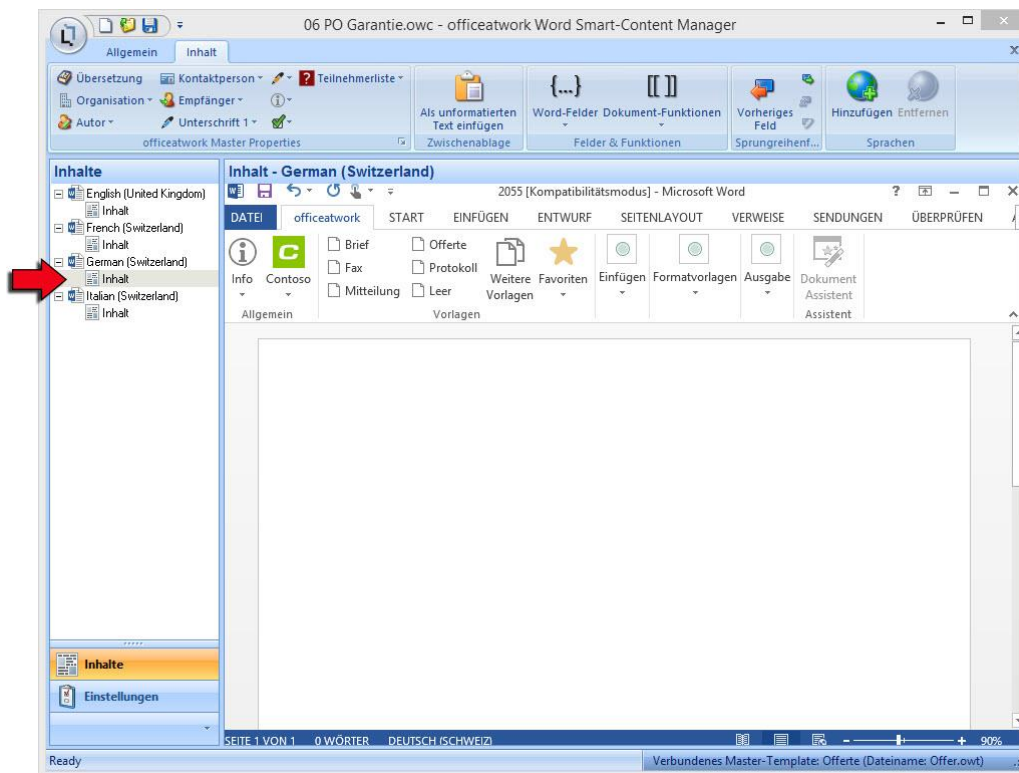 06 PO Garantie.owc - officeatwork Word Smart-Content Manager
Allgemein Inhalt
Übersetzung Kontaktperson Teilnehmerliste
Organisation Empfänger
Autor Unterschrift 1
officeatwork Master Properties
Als unformatierten
Text einfügen
Zwischenablage
{...} [[ ]]
Word-Felder Dokument-Funktionen
Felder & Funktionen
Vorheriges
Feld
Sprungreihenf...
Hinzufügen Entfernen
Sprachen
Inhalte
English (United Kingdom)
Inhalt
French (Switzerland)
Inhalt
German (Switzerland)
Inhalt
Italian (Switzerland)
Inhalt
Inhalte
Einstellungen
Inhalt - German (Switzerland)
2055 [Kompatibilitätsmodus] - Microsoft Word
DATEI officeatwork START EINFÜGEN ENTWURF SEITENLAYOUT VERWEISE SENDUNGEN ÜBERPRÜFEN
Info Contoso
Allgemein
Brief Offerte
Fax Protokoll
Mitteilung Leer
Weitere
Vorlagen
Favoriten
Vorlagen
Einfügen Formatvorlagen Ausgabe
Dokument
Assistent
Assistent
SEITE 1 VON 1 0 WÖRTER DEUTSCH (SCHWEIZ) 90%
Ready Verbundenes Master-Template: Offerte (Dateiname: Offer.owt)